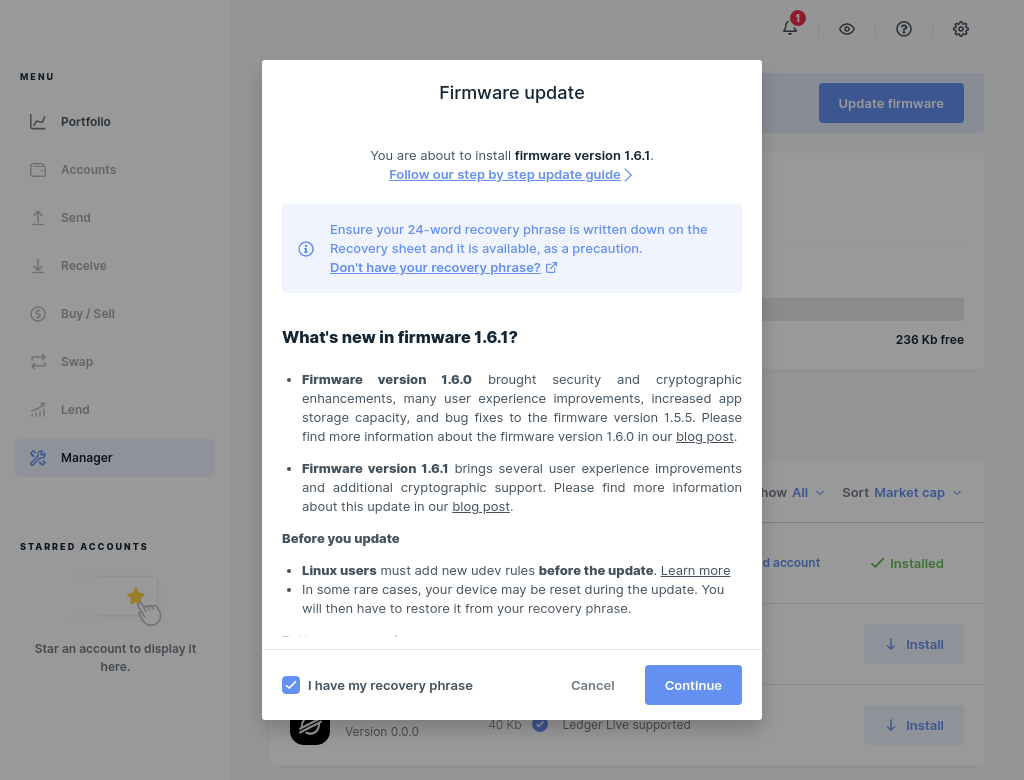 1
MENU
Portfolio
Accounts
Send
Receive
Buy / Sell
Swap
Lend
Manager
STARRED ACCOUNTS
Star an account to display it
here.
Update firmware
236 Kb free
All
Sort Market cap
account
Installed
Install
Install
Version 0.0.0
40 Kb
Ledger Live supported
Firmware update
You are about to install firmware version 1.6.1.
Follow our step by step update guide
Ensure your 24-word recovery phrase is written down on the
Recovery sheet and it is available, as a precaution.
Don't have your recovery phrase?
What's new in firmware 1.6.1?
• Firmware version 1.6.0 brought security and cryptographic
enhancements, many user experience improvements, increased app
storage capacity, and bug fixes to the firmware version 1.5.5. Please
find more information about the firmware version 1.6.0 in our blog post.
• Firmware version 1.6.1 brings several user experience improvements
and additional cryptographic support. Please find more information
about this update in our blog post.
Before you update
• Linux users must add new udev rules before the update. Learn more
• In some rare cases, your device may be reset during the update. You
will then have to restore it from your recovery phrase.
I have my recovery phrase
Cancel
Continue